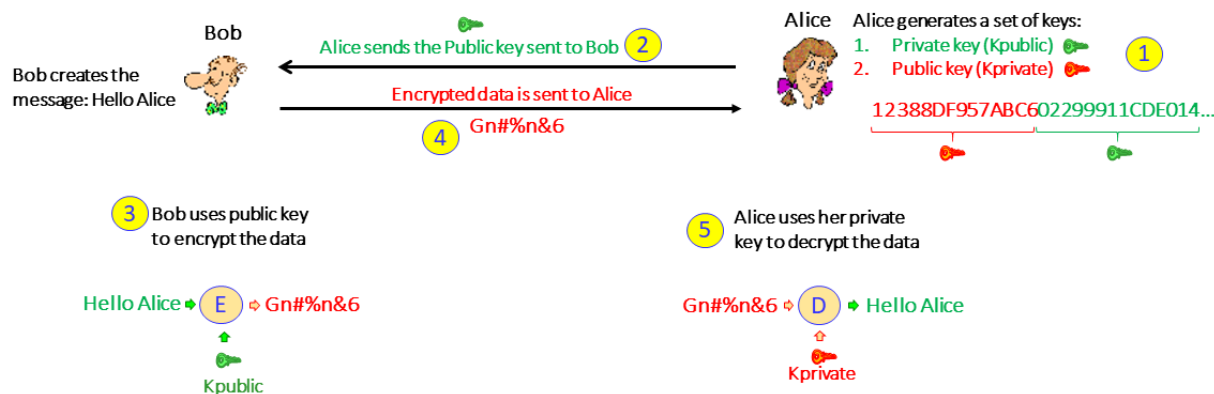 Bob
Alice
Alice generates a set of keys:
1. Private key (Kpublic)
2. Public key (Kprivate)
1
Alice sends the Public key sent to Bob
2
Bob creates the
message: Hello Alice
Encrypted data is sent to Alice
4
Gn#%n&6
12388DF957ABC602299911CDE014...
3
Bob uses public key
to encrypt the data
5
Alice uses her private
key to decrypt the data
Hello Alice
E
Gn#%n&6
Kpublic
Gn#%n&6
D
Hello Alice
Kprivate